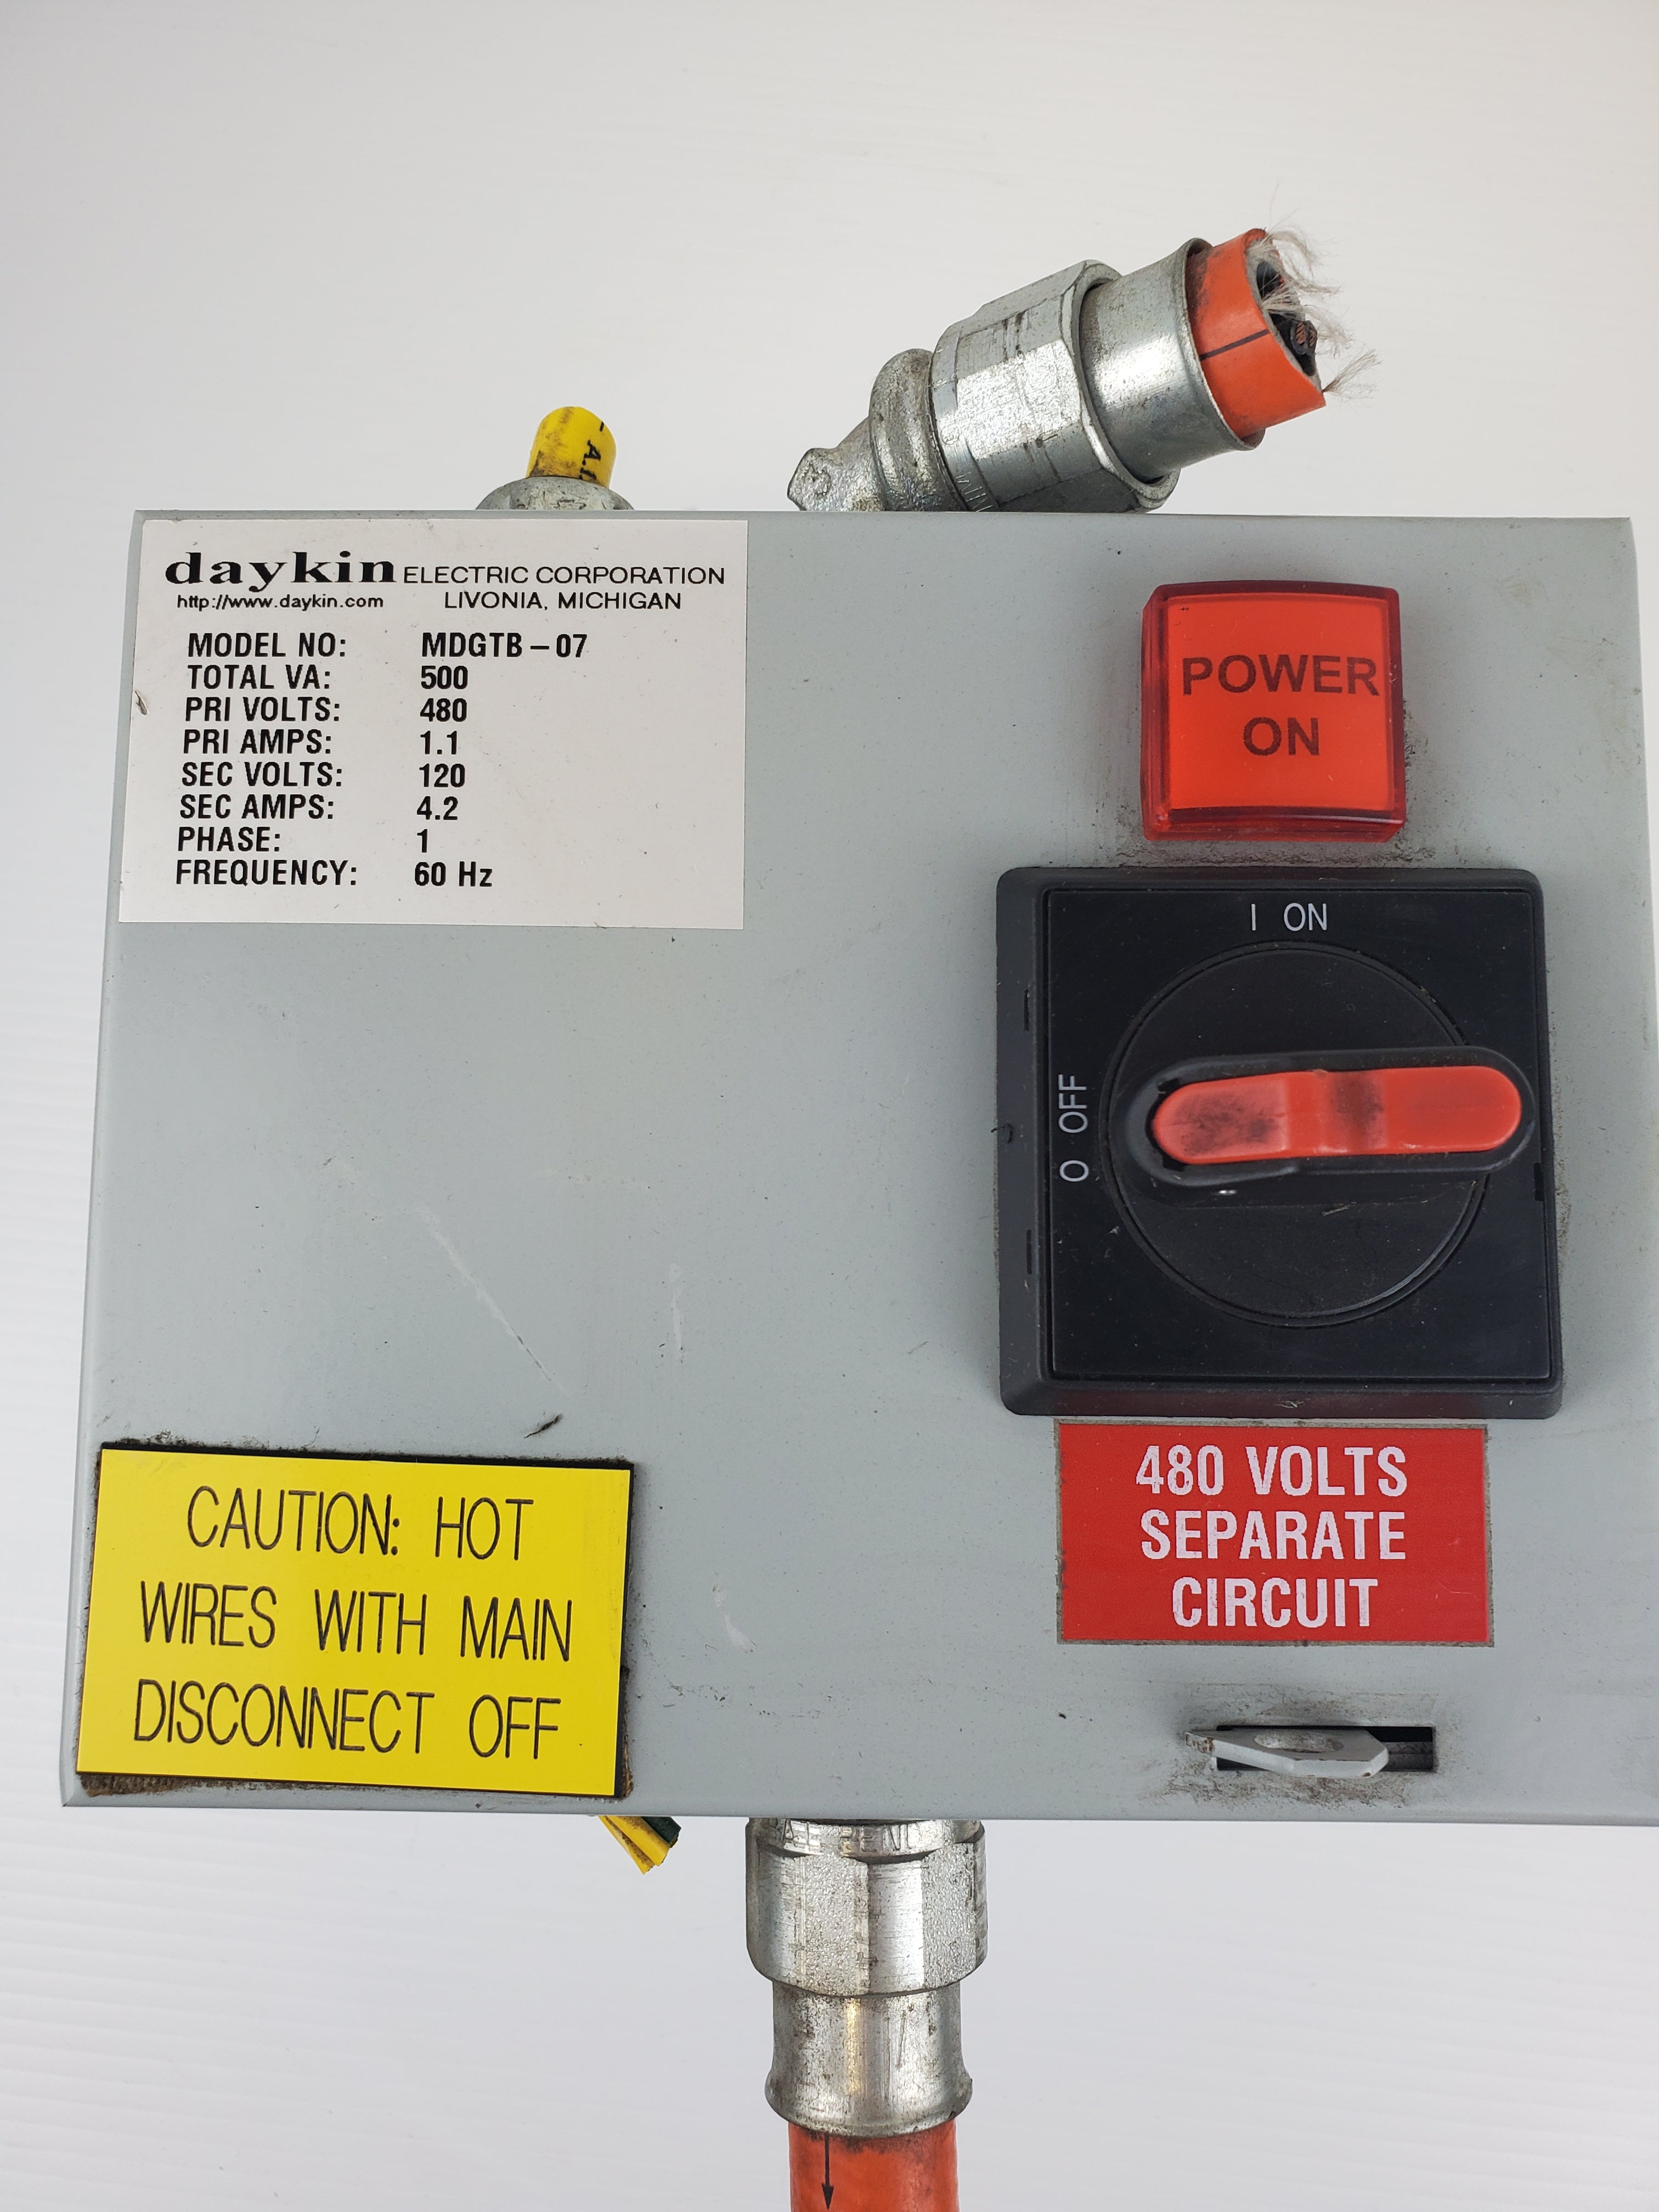 daykin ELECTRIC CORPORATION
http://www.daykin.com LIVONIA, MICHIGAN
MODEL NO: MDGTB-07
TOTAL VA: 500
PRI VOLTS: 480
PRI AMPS: 1.1
SEC VOLTS: 120
SEC AMPS: 4.2
PHASE: 1
FREQUENCY: 60 Hz
POWER
ON
I ON
O OFF
480 VOLTS
SEPARATE
CIRCUIT
CAUTION: HOT
WIRES WITH MAIN
DISCONNECT OFF